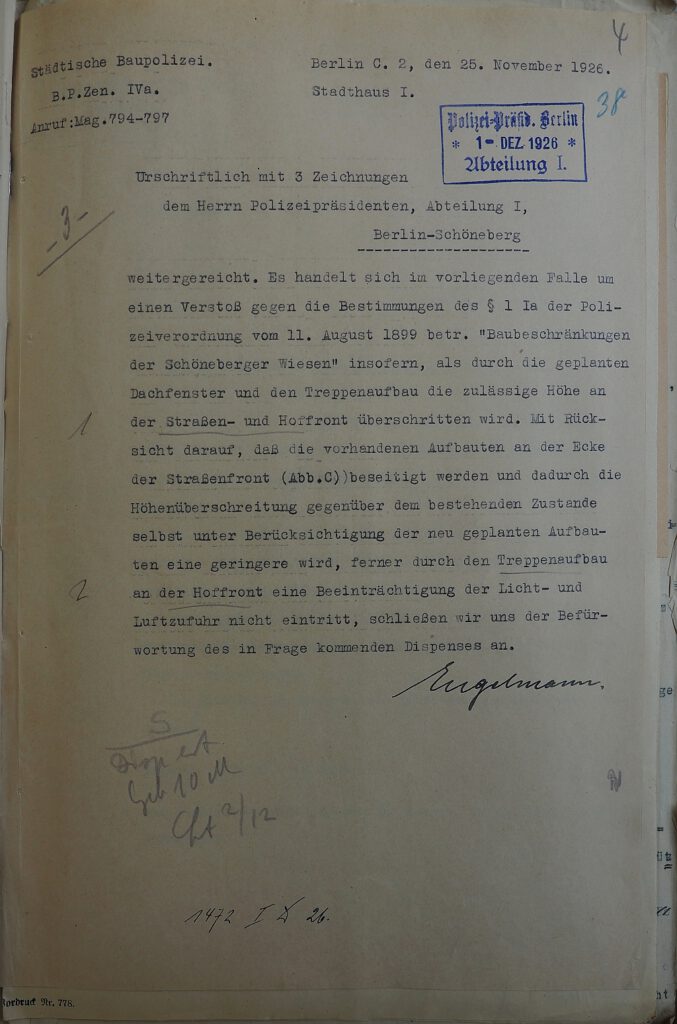 4
Städtische Baupolizei.
B.P.Zen. IVa.
Anruf:Mag.794-797
Berlin C. 2, den 25. November 1926.
Stadthaus I.
38
Polizei-Präsid. Berlin
* 1- DEZ. 1926 *
Abteilung I.
Urschriftlich mit 3 Zeichnungen
dem Herrn Polizeipräsidenten, Abteilung I,
Berlin-Schöneberg
-3-
weitergereicht. Es handelt sich im vorliegenden Falle um
einen Verstoß gegen die Bestimmungen des § 1 Ia der Poli-
zeiverordnung vom 11. August 1899 betr. "Baubeschränkungen
der Schöneberger Wiesen" insofern, als durch die geplanten
Dachfenster und den Treppenaufbau die zulässige Höhe an
1 der Straßen- und Hoffront überschritten wird. Mit Rück-
sicht darauf, daß die vorhandenen Aufbauten an der Ecke
der Straßenfront (Abb.C))beseitigt werden und dadurch die
Höhenüberschreitung gegenüber dem bestehenden Zustande
selbst unter Berücksichtigung der neu geplanten Aufbau-
ten eine geringere wird, ferner durch den Treppenaufbau
2 an der Hoffront eine Beeinträchtigung der Licht- und
Luftzufuhr nicht eintritt, schließen wir uns der Befür-
wortung des in Frage kommenden Dispenses an.
Engelmann.
Geb 10 M
2/12
1472 I 26.
Vordruck Nr. 778.